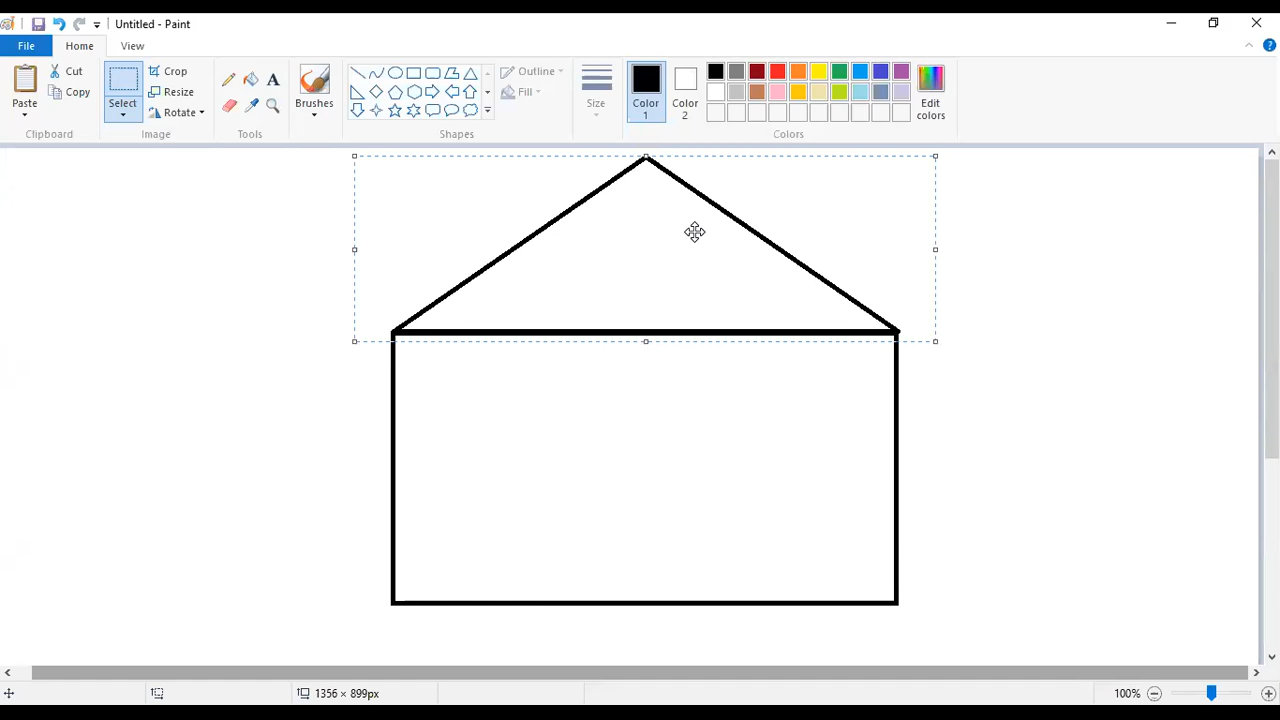 Untitled - Paint
File Home View
Paste Cut Copy Select Crop Resize Rotate A Brushes Outline Fill Size Color 1 Color 2 Edit colors
Clipboard Image Tools Shapes Colors
1356 × 899px 100%